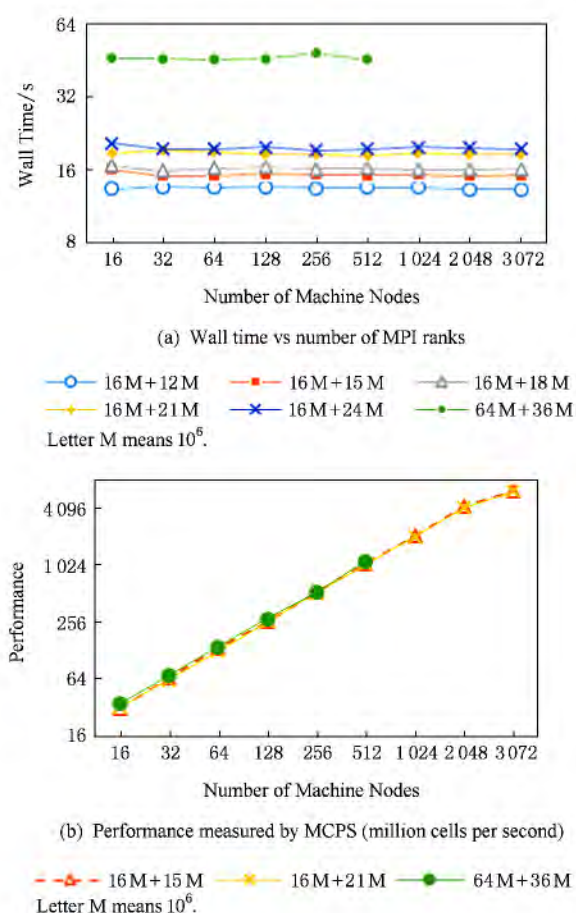 64
32
16
8
Wall Time/s
16 32 64 128 256 512 1 024 2 048 3 072
Number of Machine Nodes
(a) Wall time vs number of MPI ranks
16 M+12 M 16 M+15 M 16 M+18 M
16 M+21 M 16 M+24 M 64 M+36 M
Letter M means 10⁶.
4 096
1 024
256
64
16
Performance
16 32 64 128 256 512 1 024 2 048 3 072
Number of Machine Nodes
(b) Performance measured by MCPS (million cells per second)
16 M+15 M 16 M+21 M 64 M+36 M
Letter M means 10⁶.